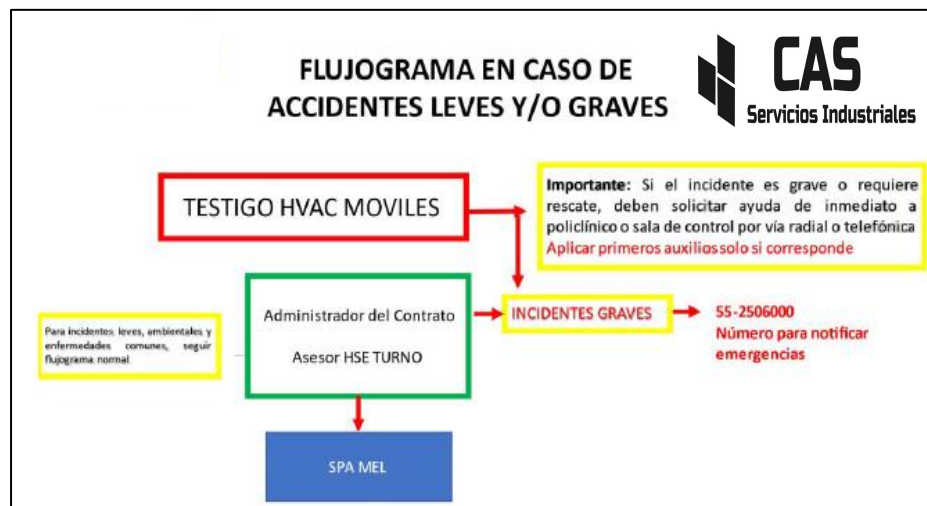 FLUJOGRAMA EN CASO DE
ACCIDENTES LEVES Y/O GRAVES
CAS
Servicios Industriales
TESTIGO HVAC MOVILES
Importante: Si el incidente es grave o requiere
rescate, deben solicitar ayuda de inmediato a
policlínico o sala de control por vía radial o telefónica
Aplicar primeros auxilios solo si corresponde
Para incidentes leves, ambientales y
enfermedades comunes, seguir
flujograma normal
Administrador del Contrato
Asesor HSE TURNO
INCIDENTES GRAVES
55-2506000
Número para notificar
emergencias
SPA MEL